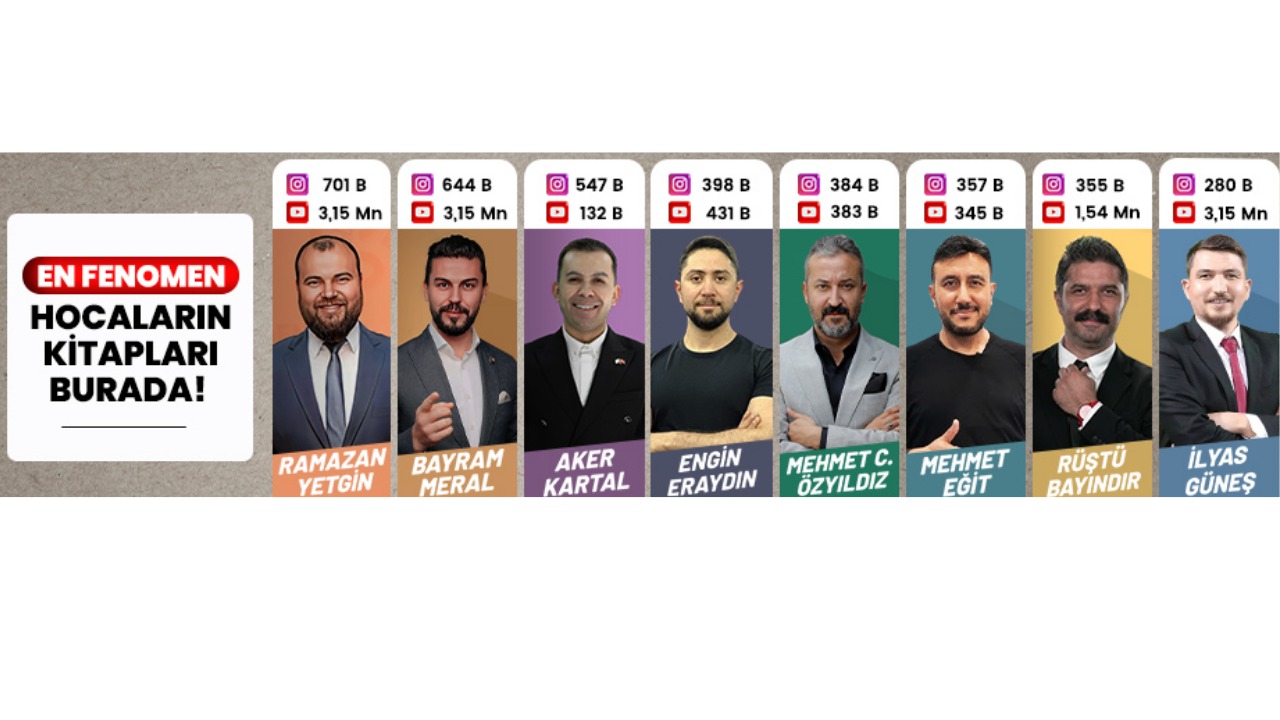 EN FENOMEN
HOCALARIN
KİTAPLARI
BURADA!
701 B
3,15 Mn
RAMAZAN
YETGİN
644 B
3,15 Mn
BAYRAM
MERAL
547 B
132 B
AKER
KARTAL
398 B
431 B
ENGİN
ERAYDIN
384 B
383 B
MEHMET C.
ÖZYILDIZ
357 B
345 B
MEHMET
EĞİT
355 B
1,54 Mn
RÜŞTÜ
BAYINDIR
280 B
3,15 Mn
İLYAS
GÜNEŞ